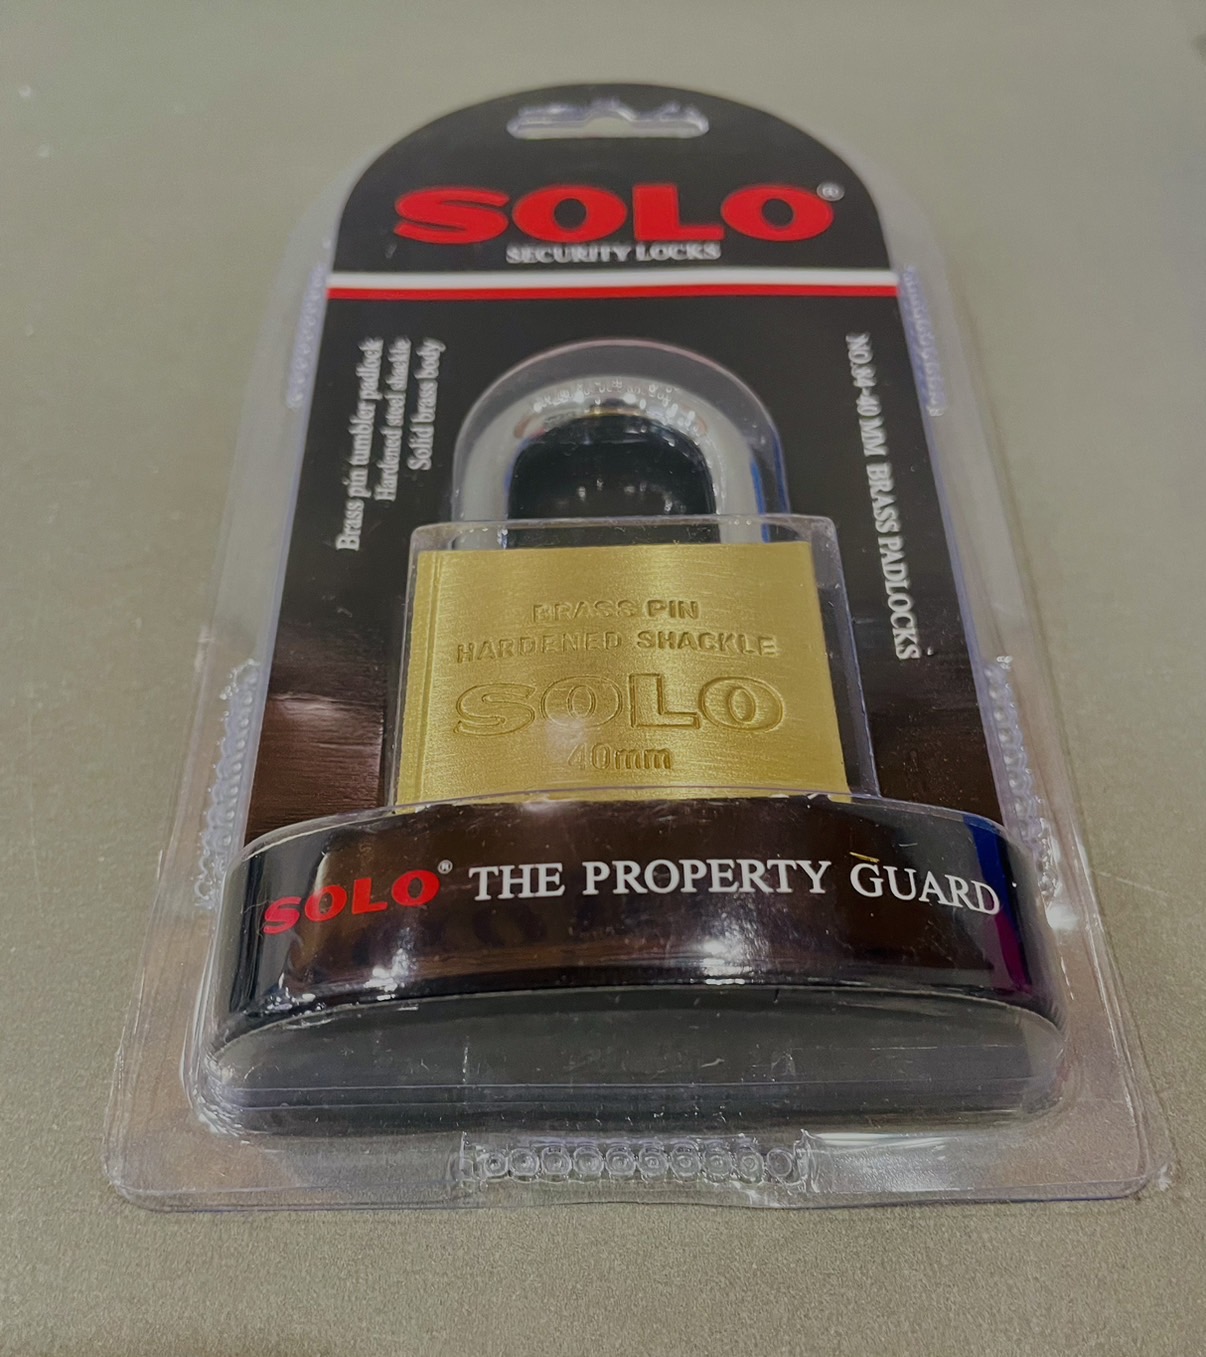 SOLO®
SECURITY LOCKS
Brass pin tumbler padlock
Hardened steel shackle
Solid brass body
NO.84-40 MM BRASS PADLOCKS
BRASS PIN
HARDENED SHACKLE
SOLO
40mm
SOLO® THE PROPERTY GUARD